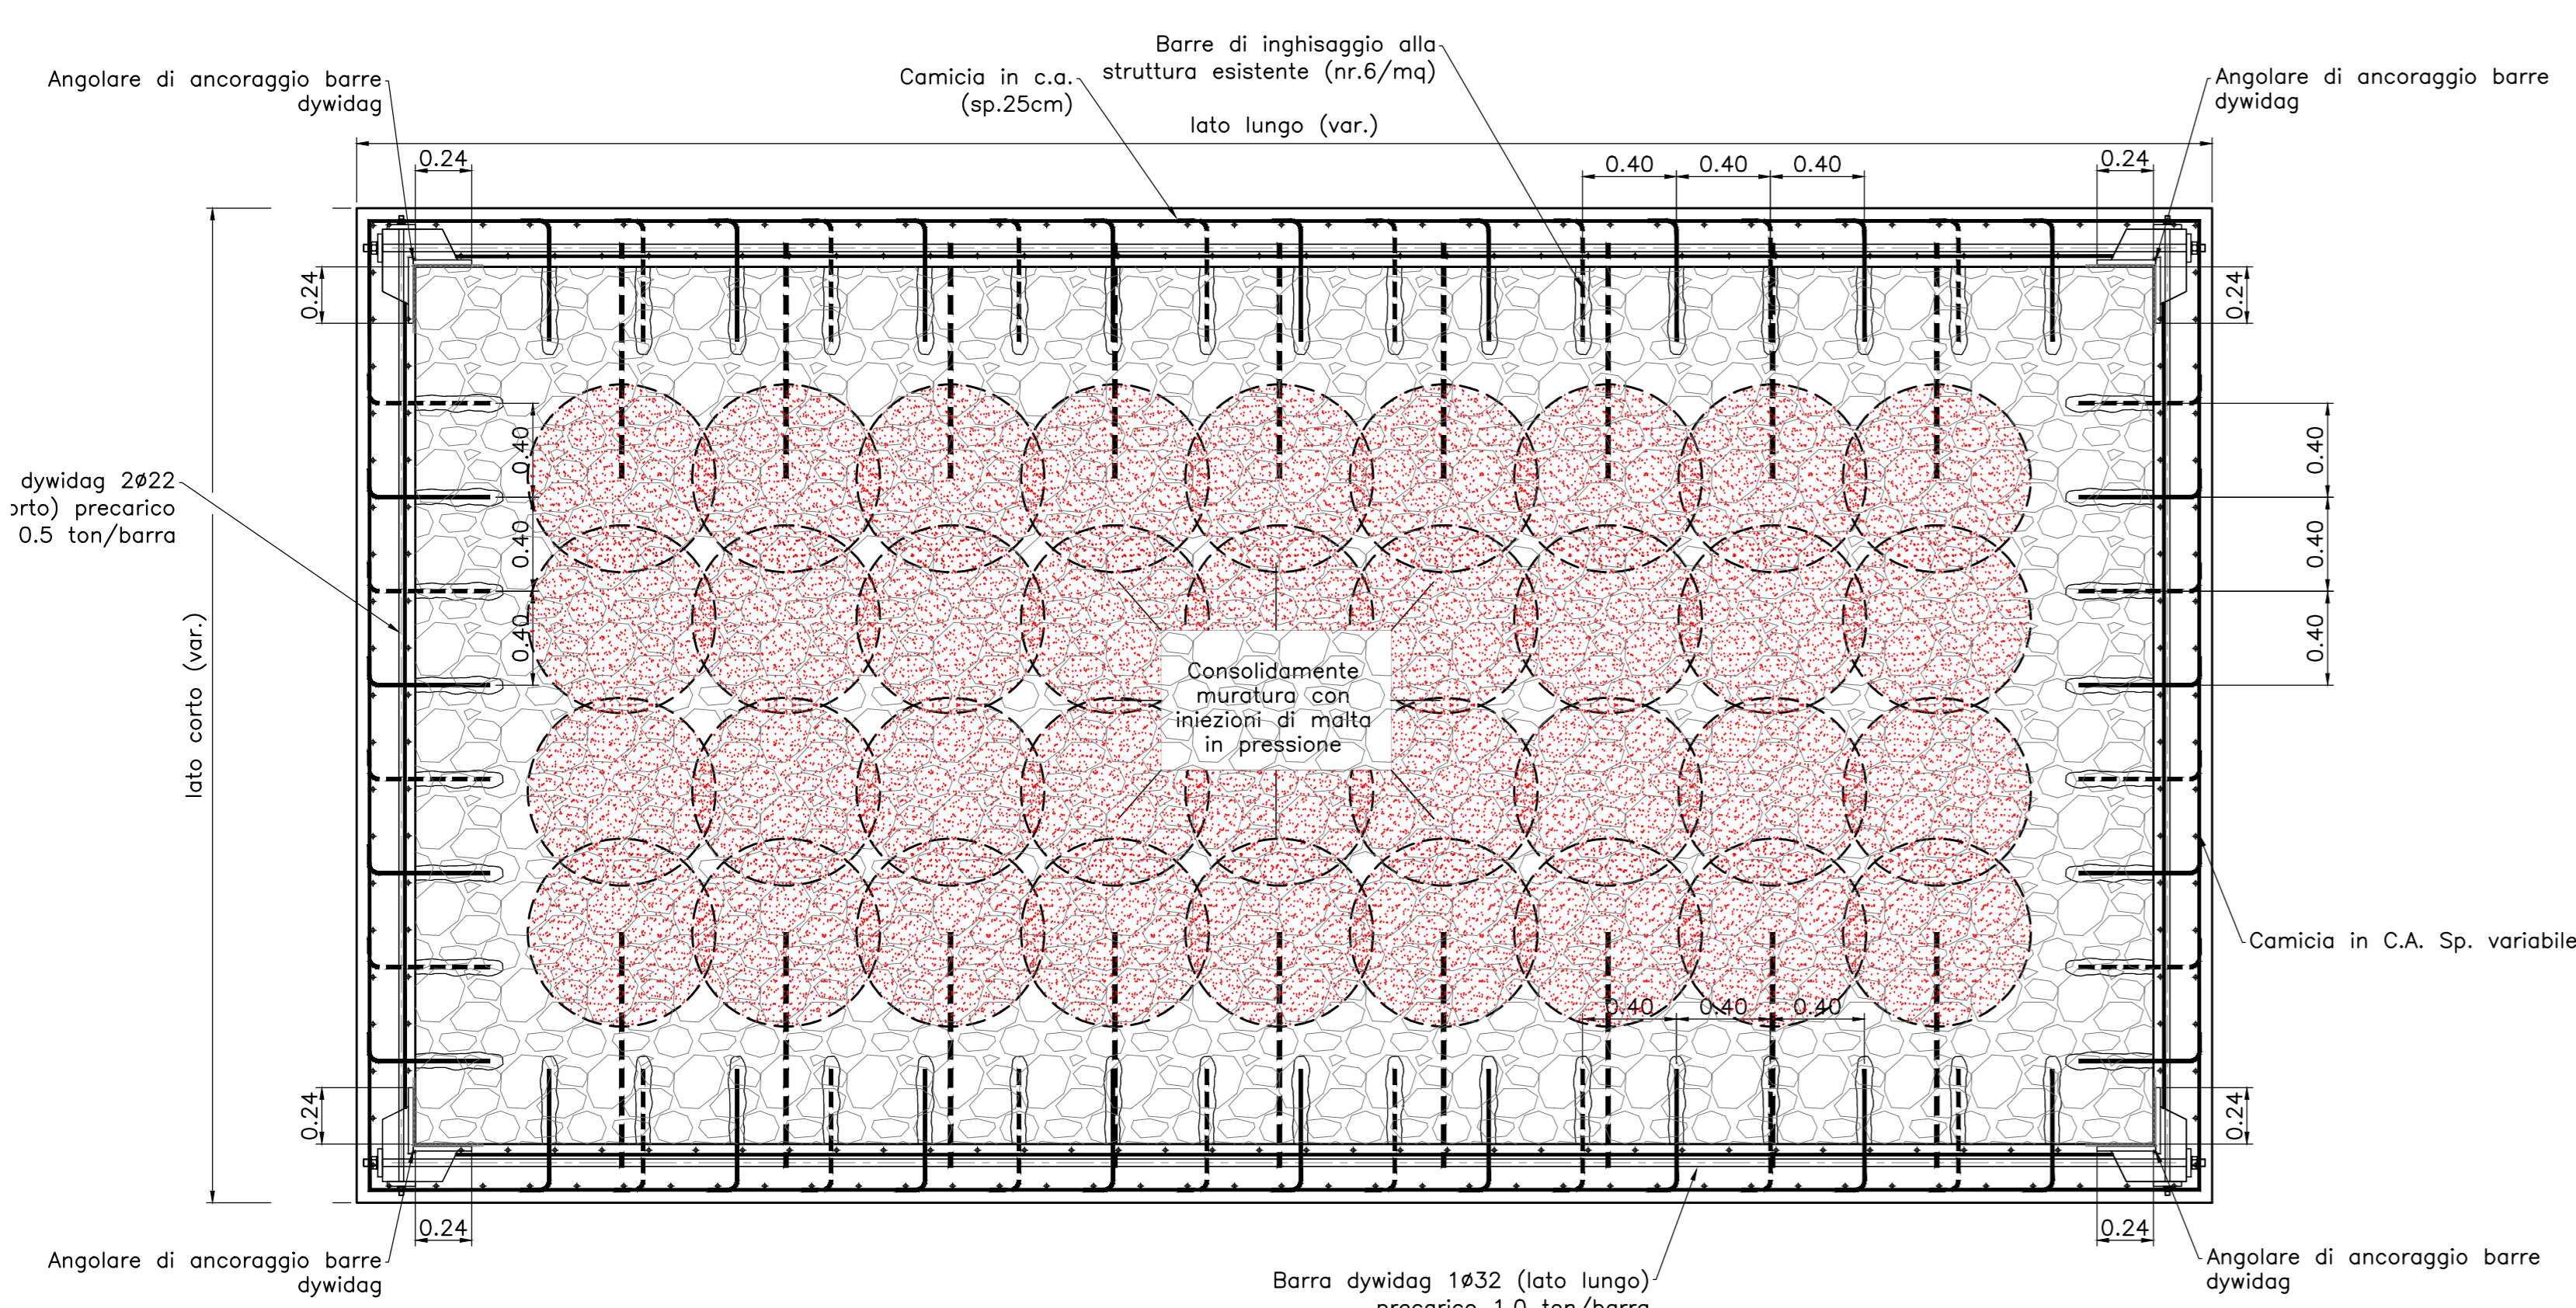 Barre di inghisaggio alla
struttura esistente (nr.6/mq)
Camicia in c.a.
(sp.25cm)
Angolare di ancoraggio barre
dywidag
Angolare di ancoraggio barre
dywidag
lato lungo (var.)
0.24
0.40
0.40
0.40
0.24
0.24
0.24
0.40
0.40
0.40
0.40
0.40
0.40
dywidag 2ø22
orto) precarico
0.5 ton/barra
lato corto (var.)
Consolidamente
muratura con
iniezioni di malta
in pressione
Camicia in C.A. Sp. variabile
0.40
0.40
0.40
0.24
0.24
0.24
0.24
Angolare di ancoraggio barre
dywidag
Angolare di ancoraggio barre
dywidag
Barra dywidag 1ø32 (lato lungo)
precarico 1.0 ton/barra